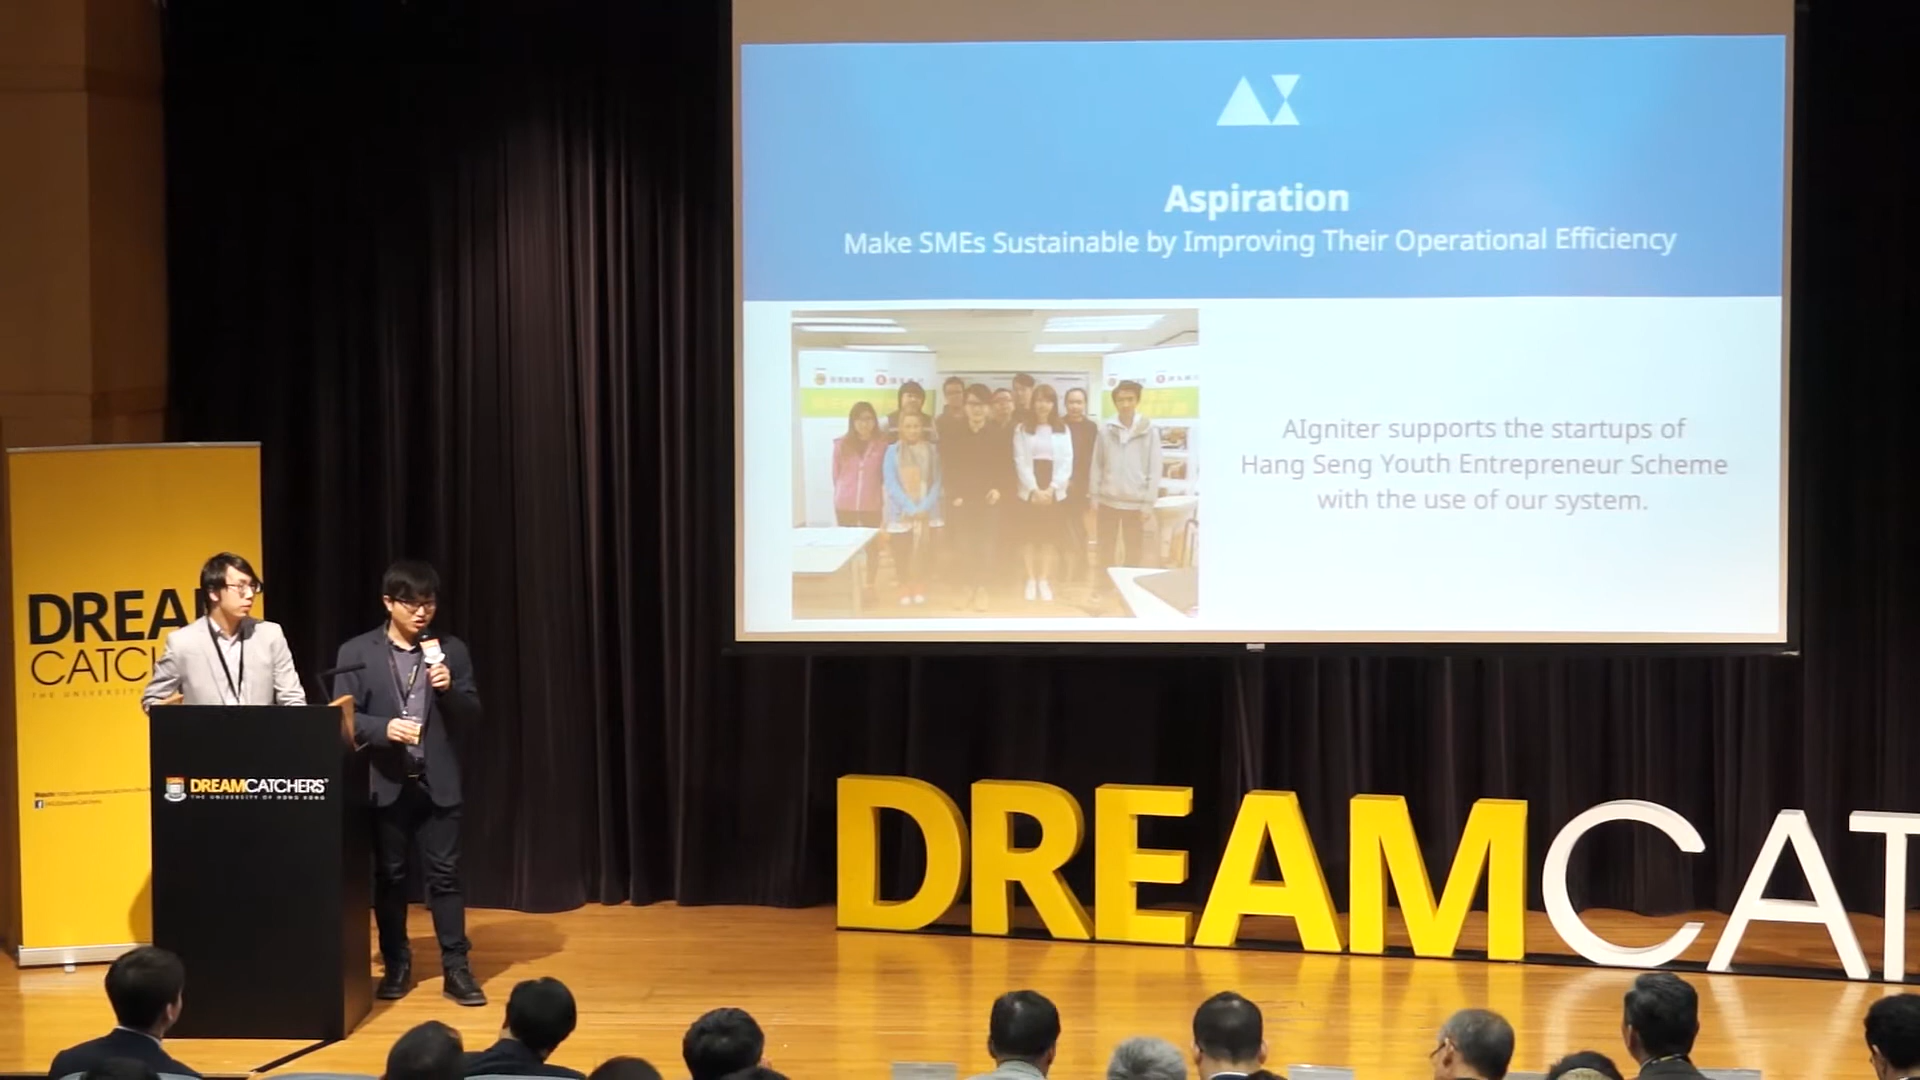 Aspiration
Make SMEs Sustainable by Improving Their Operational Efficiency
AIgniter supports the startups of
Hang Seng Youth Entrepreneur Scheme
with the use of our system.
DREA
CATC
DREAMCATCHERS
THE UNIVERSITY OF HONG KONG
DREAMCAT